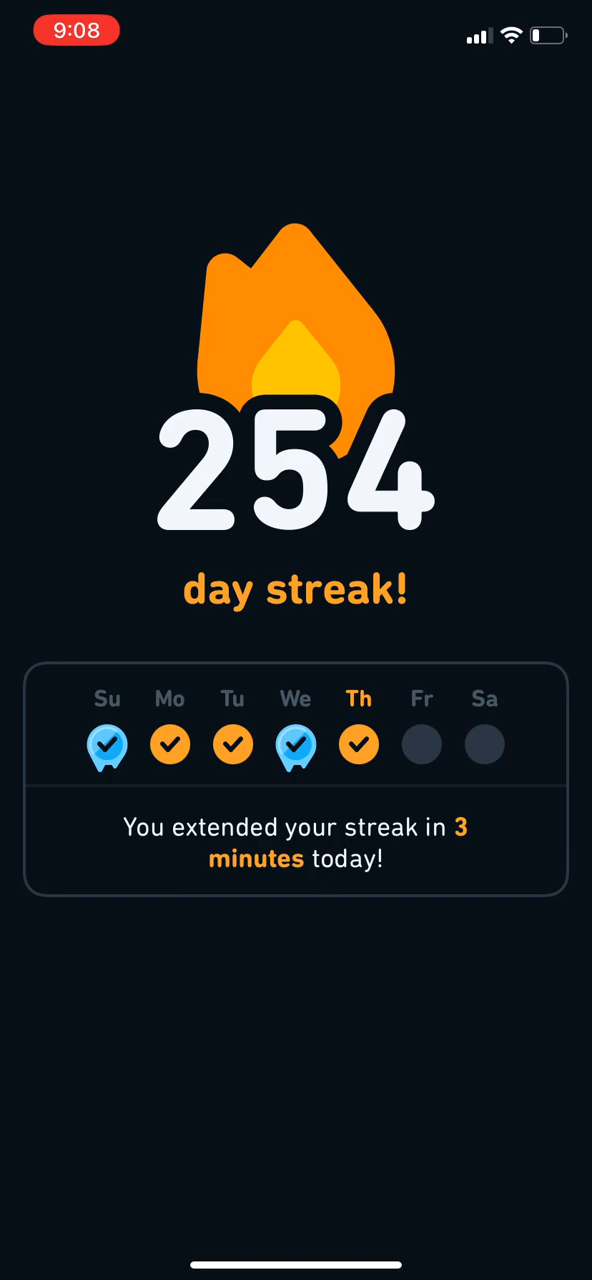 9:08
254
day streak!
Su Mo Tu We Th Fr Sa
You extended your streak in 3
minutes today!